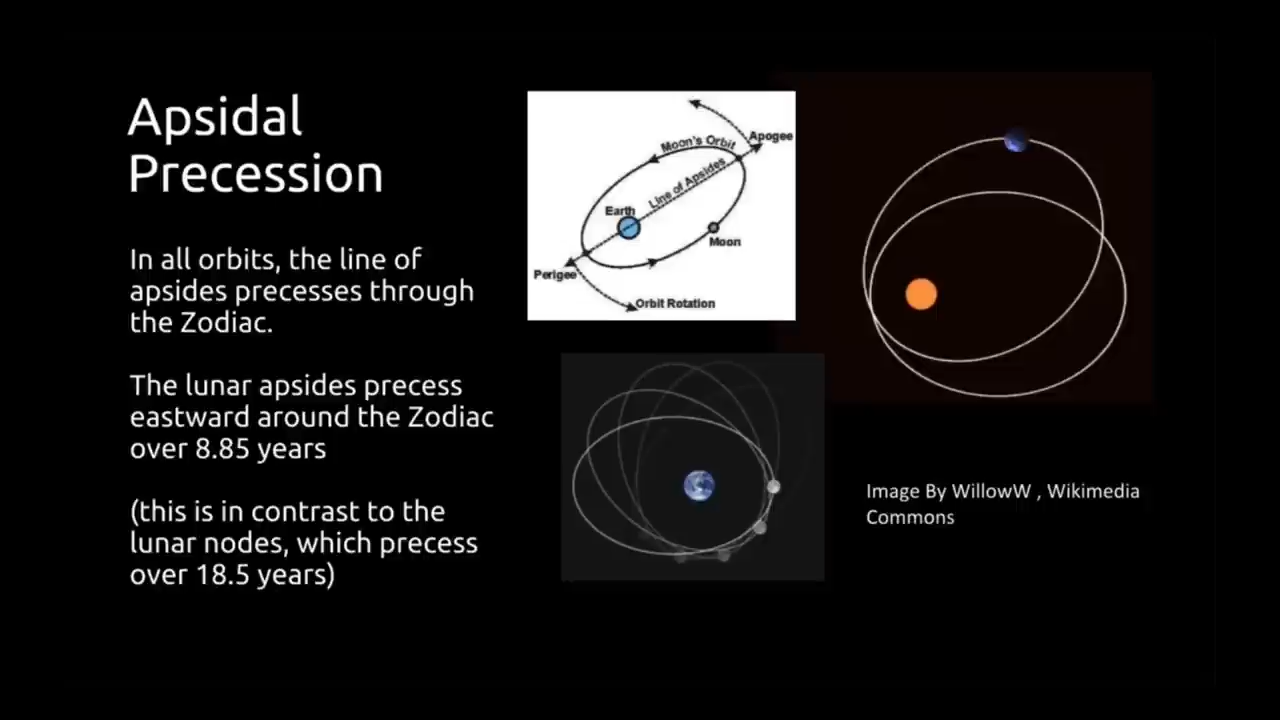 Apsidal
Precession
In all orbits, the line of
apsides precesses through
the Zodiac.
The lunar apsides precess
eastward around the Zodiac
over 8.85 years
(this is in contrast to the
lunar nodes, which precess
over 18.5 years)
Apogee
Moon's Orbit
Line of Apsides
Earth
Moon
Perigee
Orbit Rotation
Image By WillowW , Wikimedia
Commons